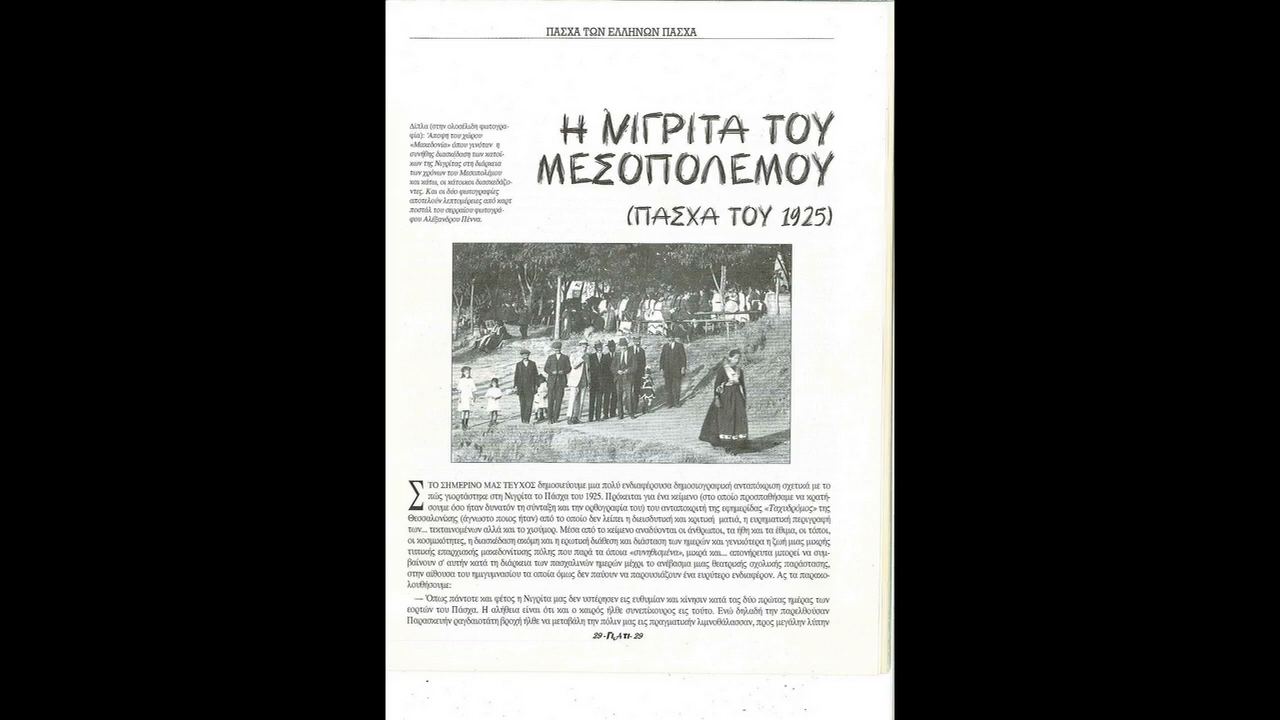 ΠΑΣΧΑ ΤΩΝ ΕΛΛΗΝΩΝ ΠΑΣΧΑ
Η ΝΙΓΡΙΤΑ ΤΟΥ
ΜΕΣΟΠΟΛΕΜΟΥ
(ΠΑΣΧΑ ΤΟΥ 1925)
Δίπλα (στην ολοσέλιδη φωτογρα-
φία): Άποψη του χώρου
«Μακεδονία» όπου γινόταν η
συνήθης διασκέδαση των κατοί-
κων της Νιγρίτας στη διάρκεια
των χρόνων του Μεσοπολέμου
και κάτω, οι κάτοικοι διασκεδάζο-
ντες. Και οι δύο φωτογραφίες
αποτελούν λεπτομέρειες από καρτ
ποστάλ του σερραίου φωτογρά-
φου Αλέξανδρου Πέννα.
ΣΤΟ ΣΗΜΕΡΙΝΟ ΜΑΣ ΤΕΥΧΟΣ δημοσιεύουμε μια πολύ ενδιαφέρουσα δημοσιογραφική ανταπόκριση σχετικά με το
πώς γιορτάστηκε στη Νιγρίτα το Πάσχα του 1925. Πρόκειται για ένα κείμενο (στο οποίο προσπαθήσαμε να κρατή-
σουμε όσο ήταν δυνατόν τη σύνταξη και την ορθογραφία του) του ανταποκριτή της εφημερίδας «Ταχυδρόμος» της
Θεσσαλονίκης (άγνωστο ποιος ήταν) από το οποίο δεν λείπει η διεισδυτική και κριτική ματιά, η ευρηματική περιγραφή
των... τεκταινομένων αλλά και το χιούμορ. Μέσα από το κείμενο αναδύονται οι άνθρωποι, τα ήθη και τα έθιμα, οι τόποι,
οι κοσμικότητες, η διασκέδαση ακόμη και η ερωτική διάθεση και διάσταση των ημερών και γενικότερα η ζωή μιας μικρής
τυπικής επαρχιακής μακεδονίτικης πόλης που παρά τα όποια «συνηθισμένα», μικρά και... απονήρευτα μπορεί να συμ-
βαίνουν σ' αυτήν κατά τη διάρκεια των πασχαλινών ημερών μέχρι το ανέβασμα μιας θεατρικής σχολικής παράστασης,
στην αίθουσα του ημιγυμνασίου τα οποία όμως δεν παύουν να παρουσιάζουν ένα ευρύτερο ενδιαφέρον. Ας τα παρακο-
λουθήσουμε:
— Όπως πάντοτε και φέτος η Νιγρίτα μας δεν υστέρησεν εις ευθυμίαν και κίνησιν κατά τας δύο πρώτας ημέρας των
εορτών του Πάσχα. Η αλήθεια είναι ότι και ο καιρός ήλθε συνεπίκουρος εις τούτο. Ενώ δηλαδή την παρελθούσαν
Παρασκευήν ραγδαιοτάτη βροχή ήλθε να μεταβάλη την πόλιν μας εις πραγματικήν λιμνοθάλασσαν, προς μεγάλην λύπην
29 - ΓΙΑΤΙ - 29